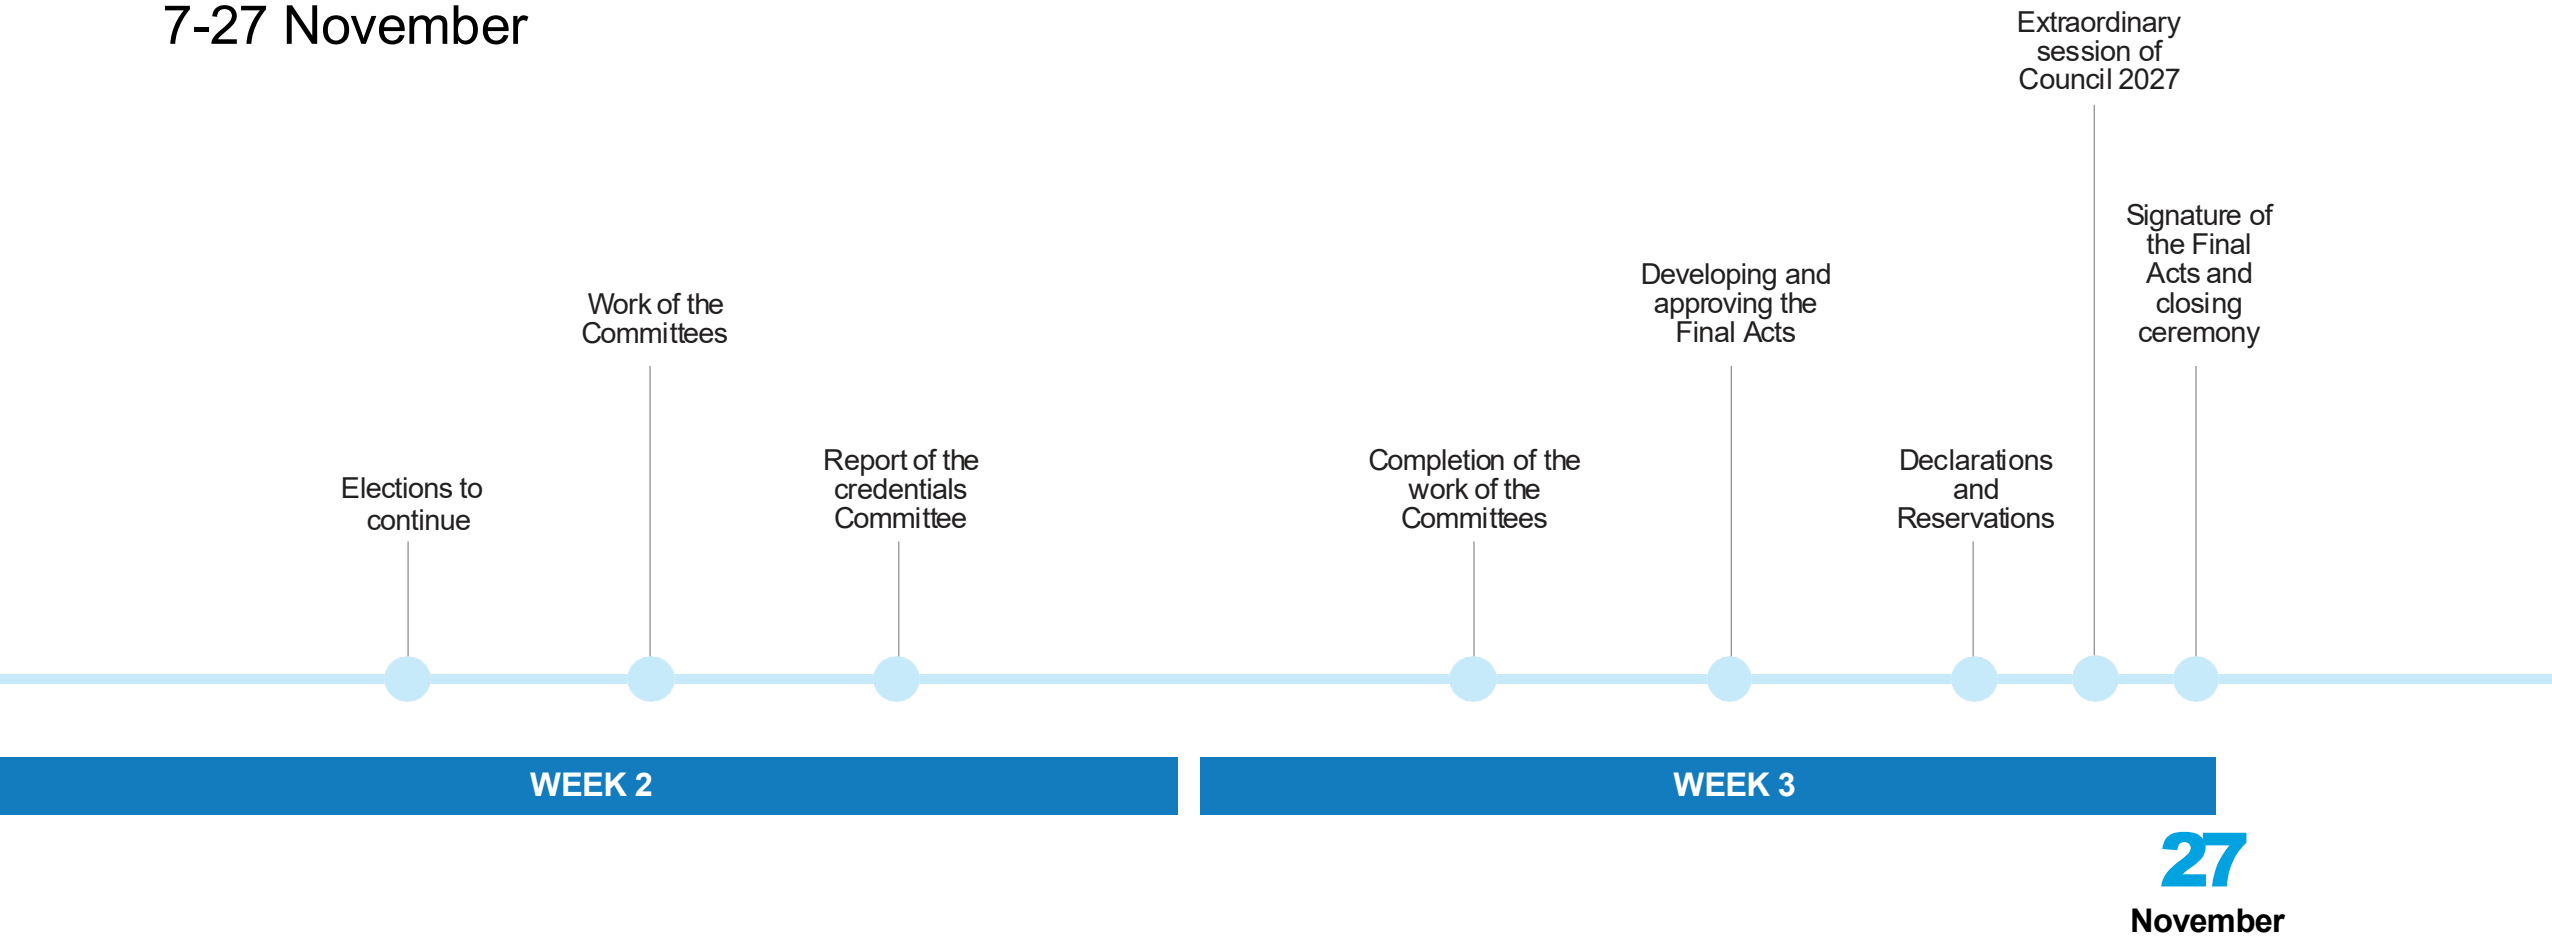 7-27 November
Elections to
continue
Work of the
Committees
Report of the
credentials
Committee
Completion of the
work of the
Committees
Developing and
approving the
Final Acts
Declarations
and
Reservations
Extraordinary
session of
Council 2027
Signature of
the Final
Acts and
closing
ceremony
WEEK 2
WEEK 3
27
November